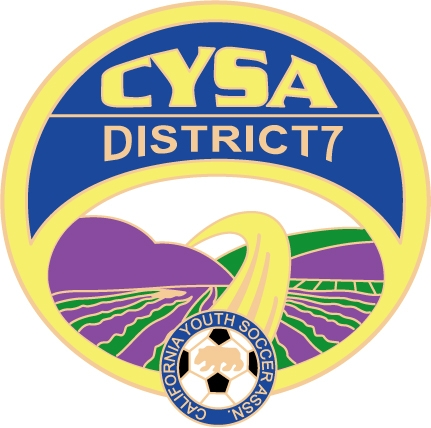 CYSA
DISTRICT7
CALIFORNIA YOUTH SOCCER ASSN.